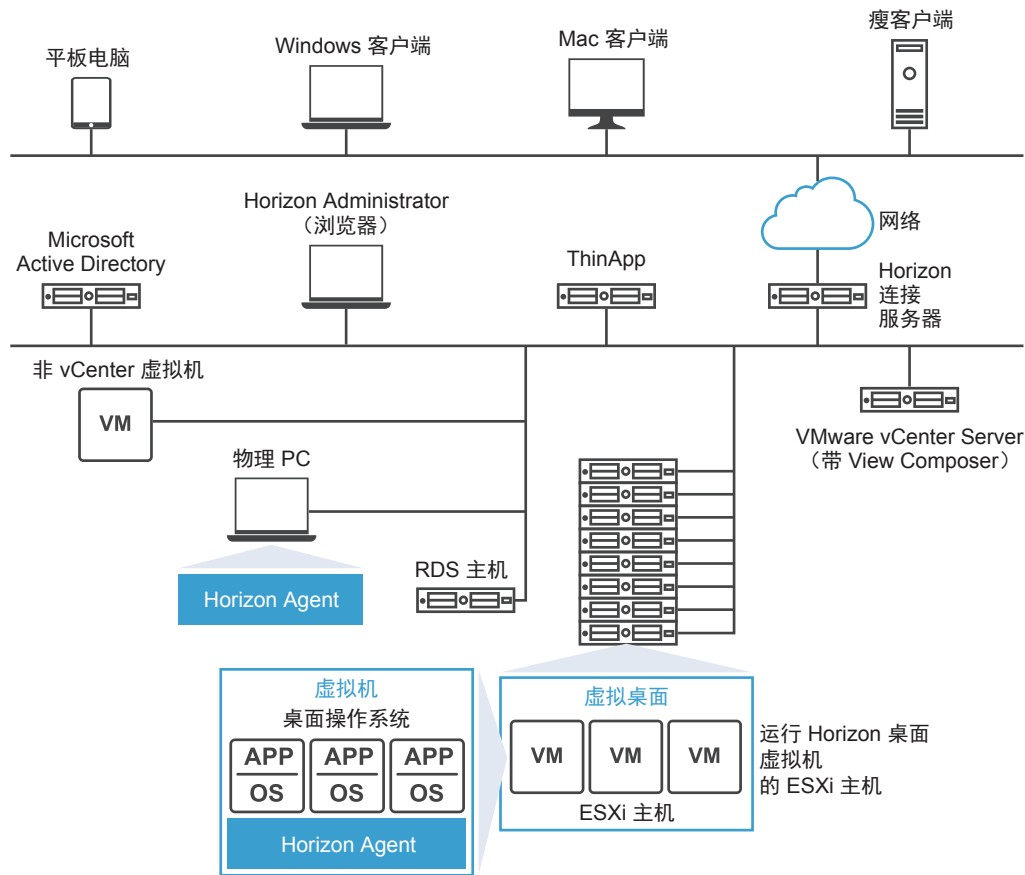 平板电脑
Windows 客户端
Mac 客户端
瘦客户端
Microsoft
Active Directory
Horizon Administrator
（浏览器）
ThinApp
网络
Horizon
连接
服务器
非 vCenter 虚拟机
VM
VMware vCenter Server
（带 View Composer）
物理 PC
Horizon Agent
RDS 主机
虚拟机
桌面操作系统
APP
OS
APP
OS
APP
OS
Horizon Agent
虚拟桌面
VM
VM
VM
ESXi 主机
运行 Horizon 桌面
虚拟机
的 ESXi 主机